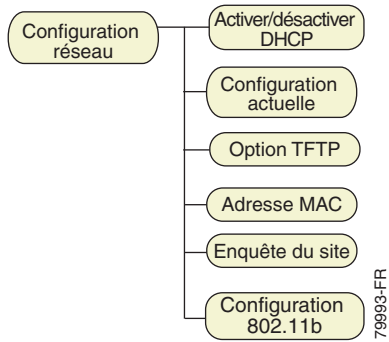 Configuration
réseau
Activer/désactiver
DHCP
Configuration
actuelle
Option TFTP
Adresse MAC
Enquête du site
Configuration
802.11b
79993-FR